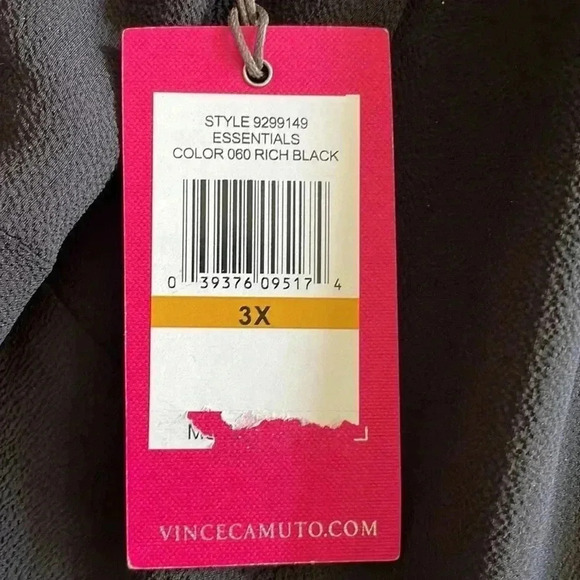 STYLE 9299149
ESSENTIALS
COLOR 060 RICH BLACK
0 39376 09517 4
3X
VINCECAMUTO.COM